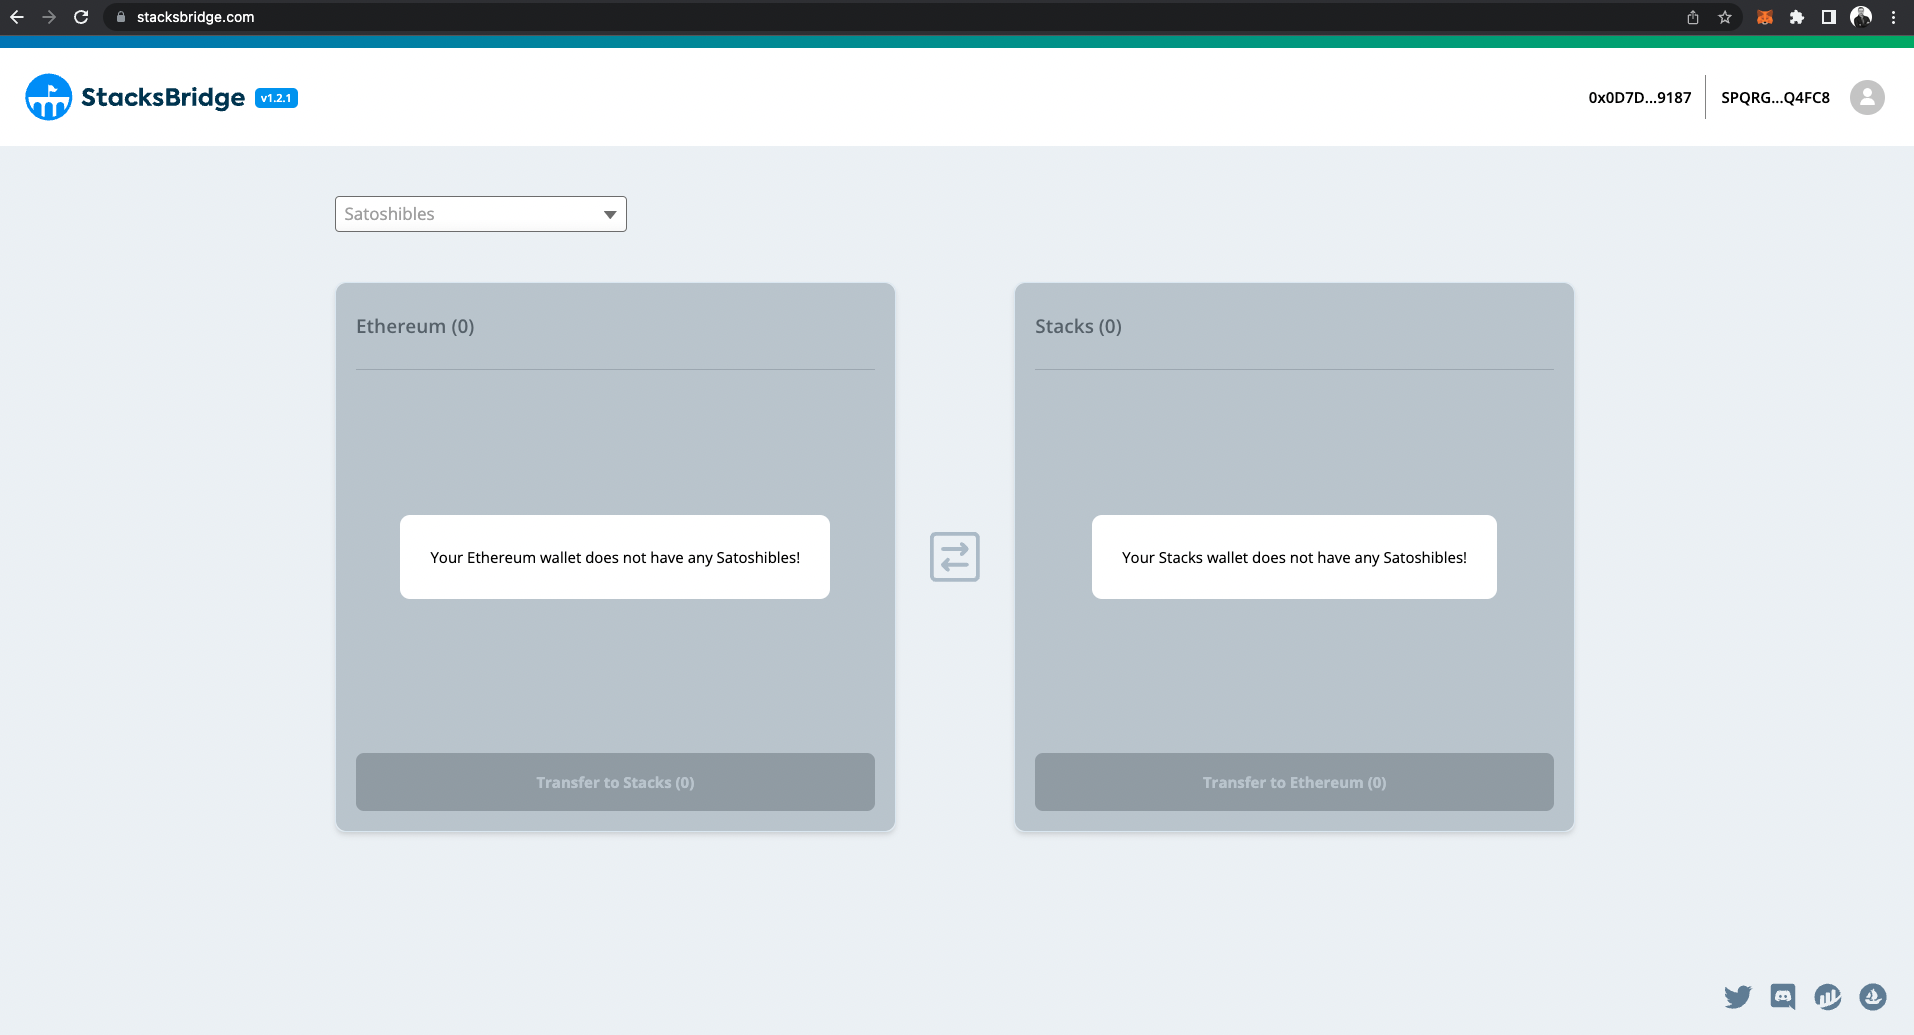 stacksbridge.com
StacksBridge v1.2.1
0x0D7D...9187
SPQRG...Q4FC8
Satoshibles
Ethereum (0)
Your Ethereum wallet does not have any Satoshibles!
Transfer to Stacks (0)
Stacks (0)
Your Stacks wallet does not have any Satoshibles!
Transfer to Ethereum (0)